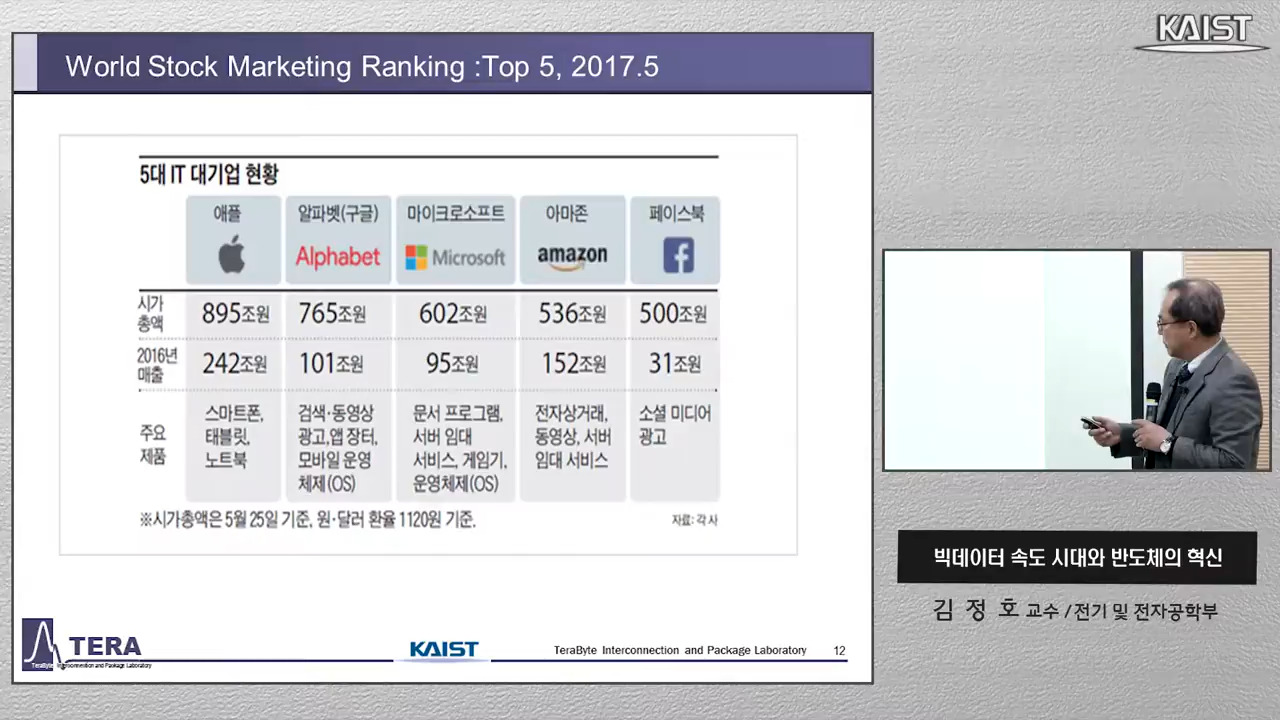 KAIST
World Stock Marketing Ranking :Top 5, 2017.5
5대 IT 대기업 현황
애플 알파벳(구글) 마이크로소프트 아마존 페이스북
Alphabet Microsoft amazon f
시가총액 895조원 765조원 602조원 536조원 500조원
2016년 매출 242조원 101조원 95조원 152조원 31조원
주요 제품
스마트폰,
태블릿,
노트북
검색·동영상
광고,앱 장터,
모바일 운영
체제(OS)
문서 프로그램,
서버 임대
서비스, 게임기,
운영체제(OS)
전자상거래,
동영상, 서버
임대 서비스
소셜 미디어
광고
※시가총액은 5월 25일 기준, 원·달러 환율 1120원 기준.
자료: 각 사
TERA
TeraByte Interconnection and Package Laboratory
KAIST
TeraByte Interconnection and Package Laboratory
12
빅데이터 속도 시대와 반도체의 혁신
김 정 호 교수 / 전기 및 전자공학부